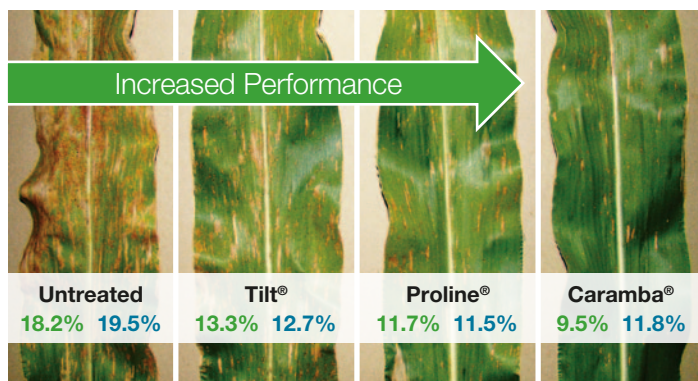 Increased Performance
Untreated
18.2% 19.5%
Tilt®
13.3% 12.7%
Proline®
11.7% 11.5%
Caramba®
9.5% 11.8%